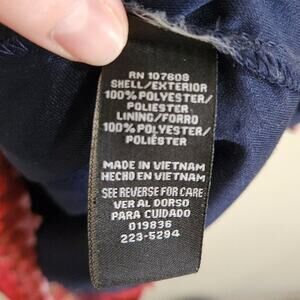 RN 107609
SHELL/EXTERIOR
100% POLYESTER/
POLIÉSTER
LINING/FORRO
100% POLYESTER/
POLIÉSTER
MADE IN VIETNAM
HECHO EN VIETNAM
SEE REVERSE FOR CARE
VER AL DORSO
PARA CUIDADO
019836
223-5294